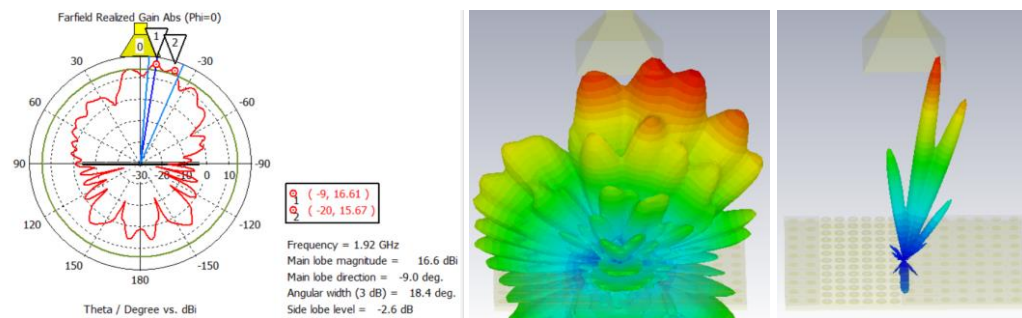 Farfield Realized Gain Abs (Phi=0)
0
1
2
30
-30
60
-60
90
-30
-20
-10
0
10
-90
120
-120
150
-150
180
Theta / Degree vs. dBi
1 ( -9, 16.61 )
2 ( -20, 15.67 )
Frequency = 1.92 GHz
Main lobe magnitude = 16.6 dBi
Main lobe direction = -9.0 deg.
Angular width (3 dB) = 18.4 deg.
Side lobe level = -2.6 dB